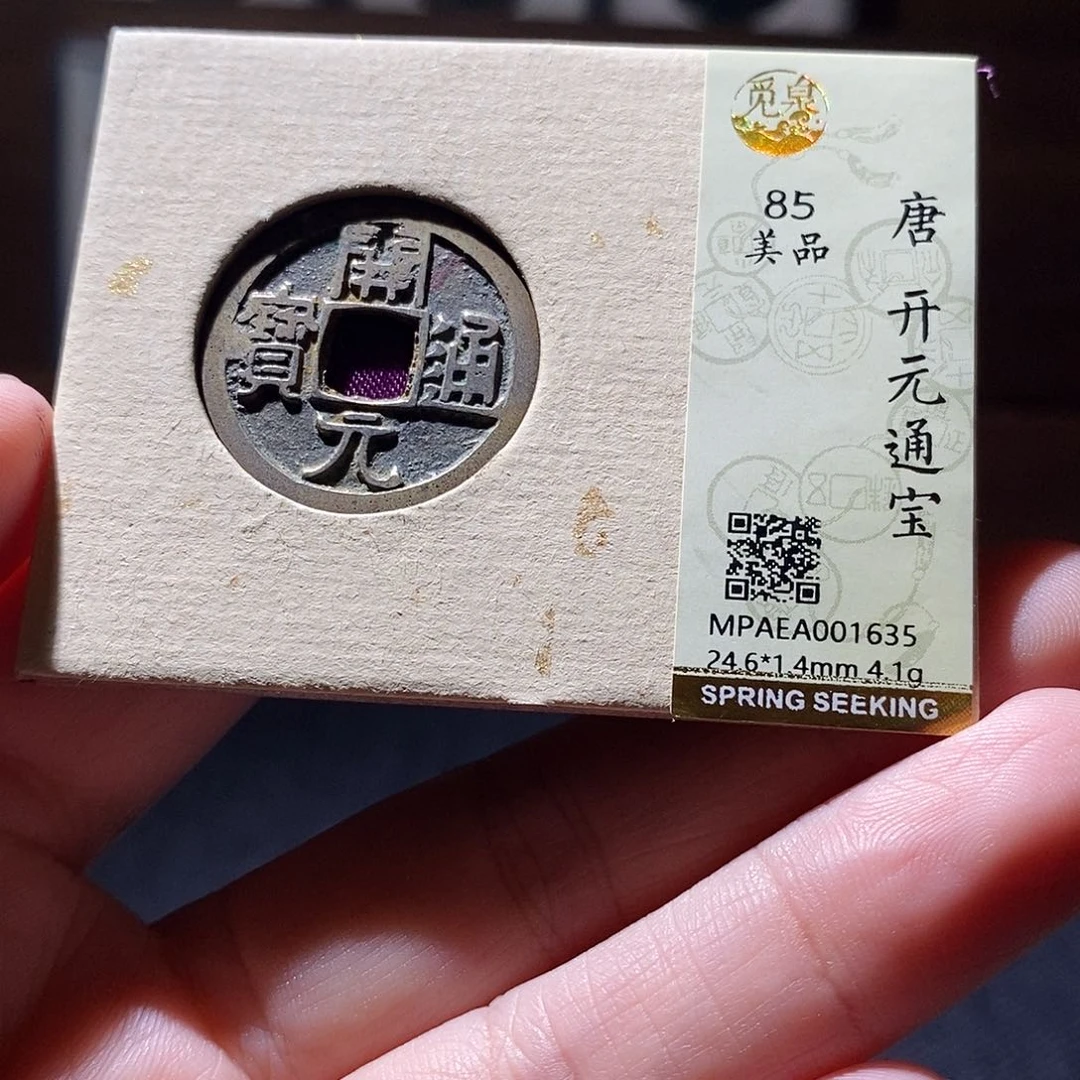 開
通
元
寶
觅泉
85
美品
唐 开元通宝
MPAEA001635
24.6*1.4mm 4.1g
SPRING SEEKING